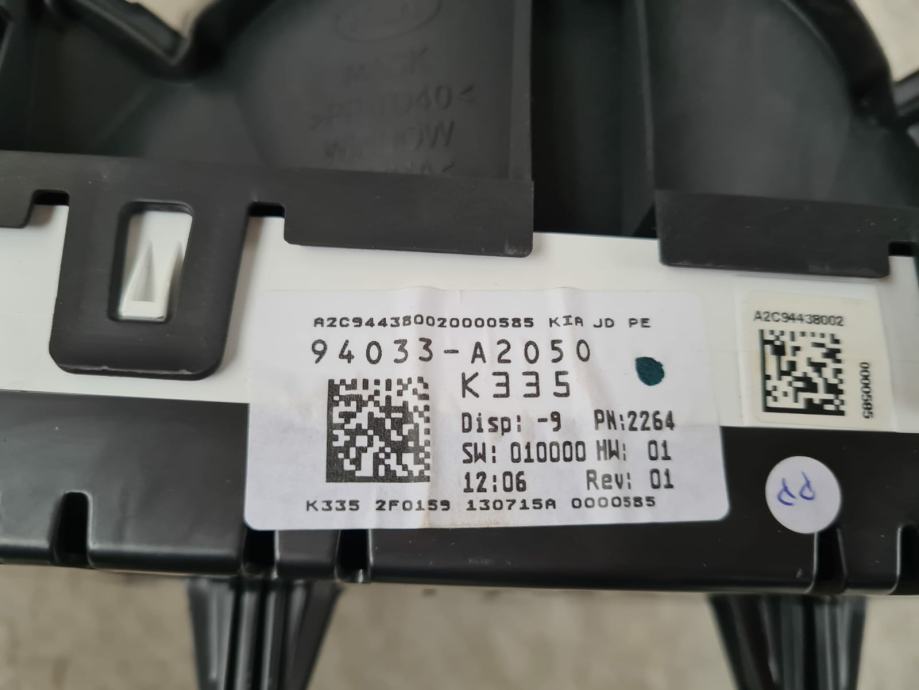 A2C944380020000585 KIA JD PE
94033-A2050
K335
Disp: -9 PN:2264
SW: 010000 HW: 01
12:06 Rev: 01
K335 2F0159 130715A 0000585
A2C94438002
0000585